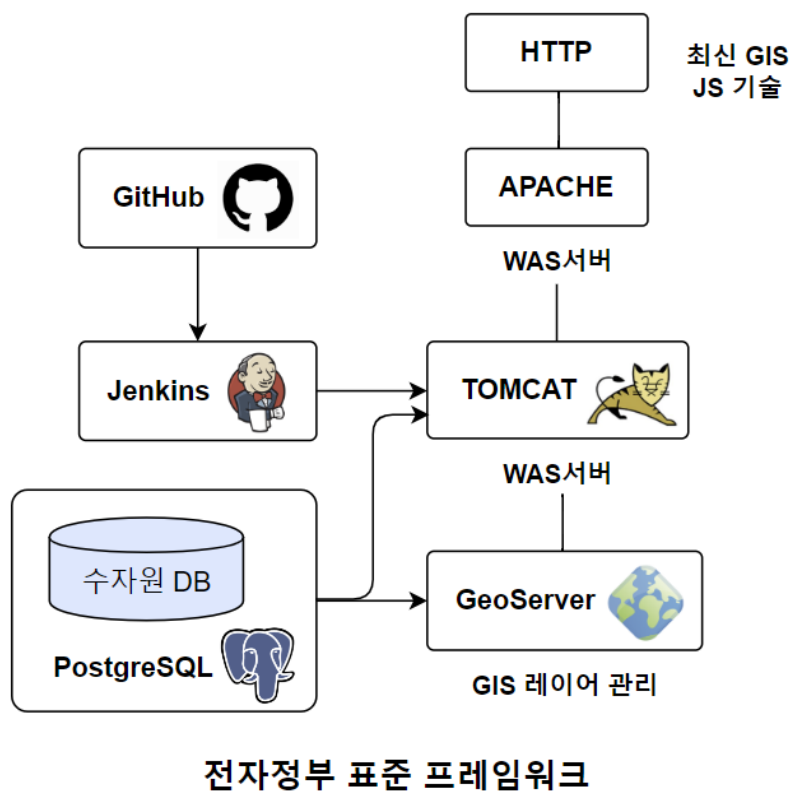 HTTP
최신 GIS
JS 기술
GitHub
APACHE
WAS서버
Jenkins
TOMCAT
WAS서버
수자원 DB
GeoServer
PostgreSQL
GIS 레이어 관리
전자정부 표준 프레임워크